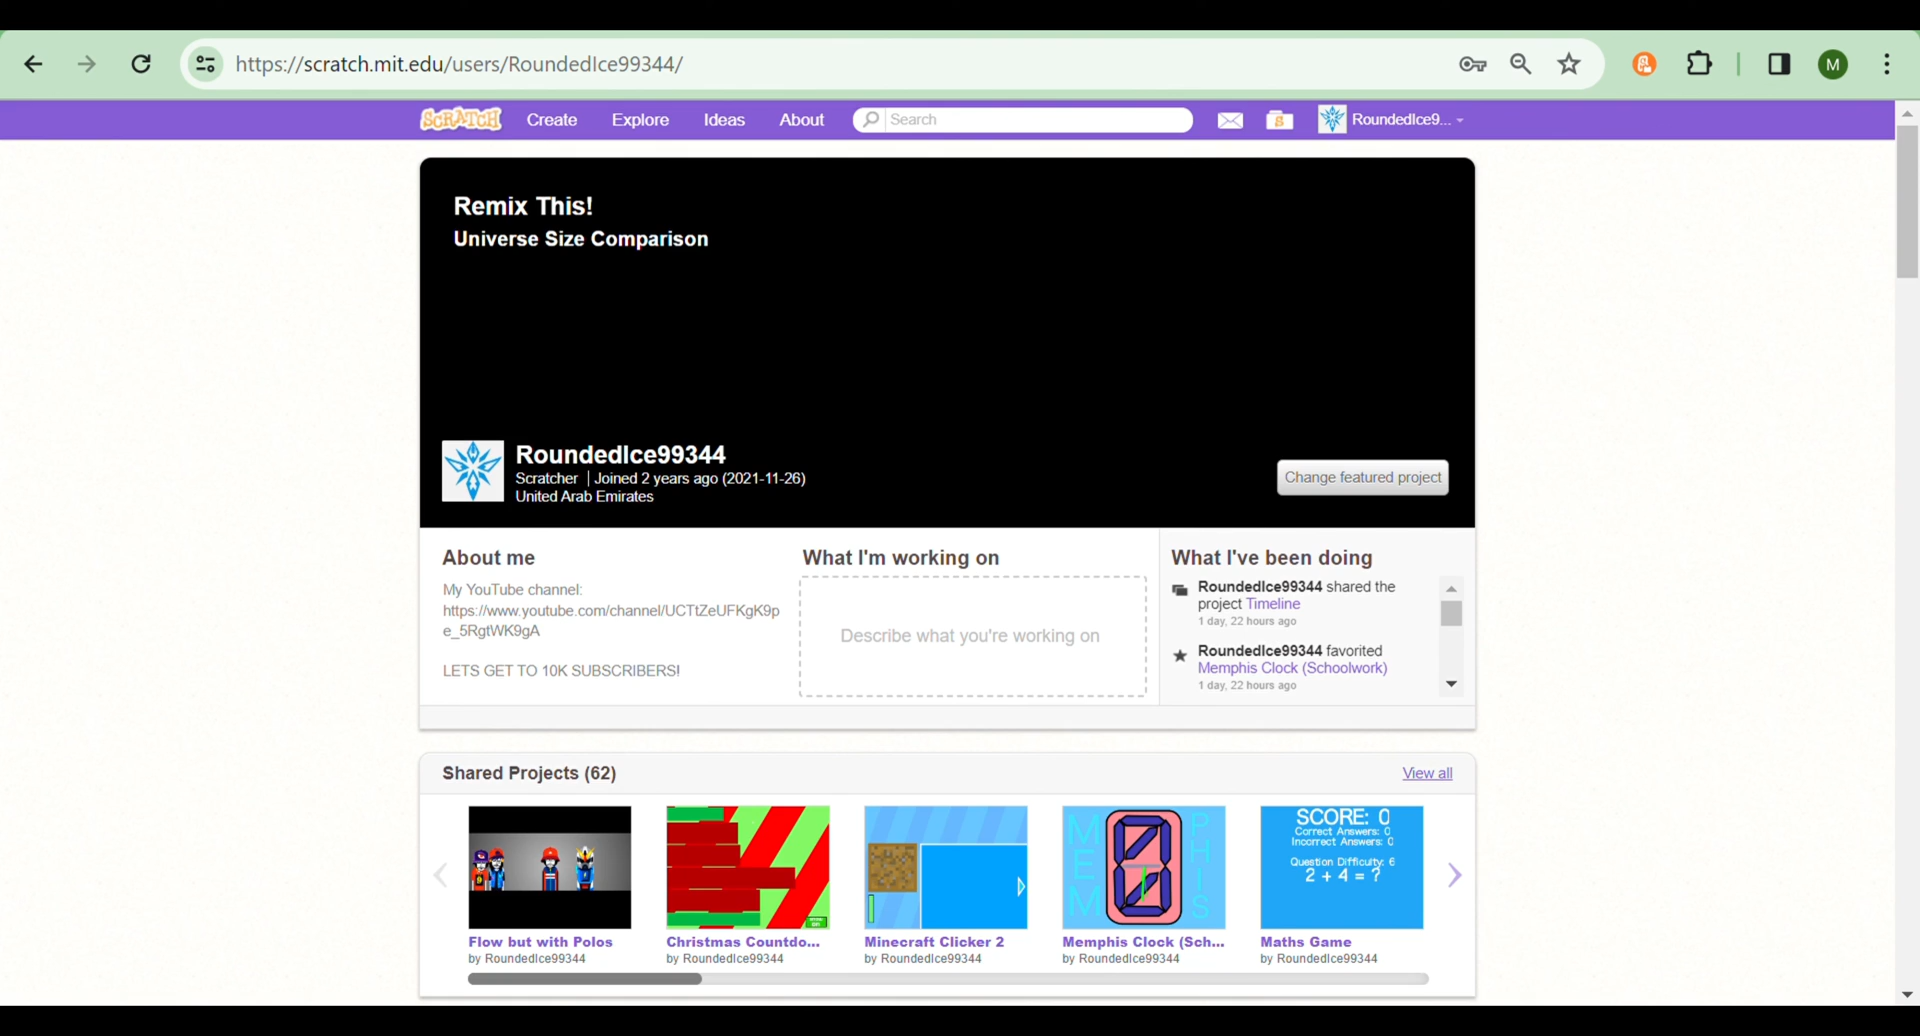 https://scratch.mit.edu/users/RoundedIce99344/
M
SCRATCH
Create
Explore
Ideas
About
Search
S
RoundedIce9...
Remix This!
Universe Size Comparison
RoundedIce99344
Scratcher | Joined 2 years ago (2021-11-26)
United Arab Emirates
Change featured project
About me
My YouTube channel:
https://www.youtube.com/channel/UCTtZeUFKgK9p
e_5RgtWK9gA
LETS GET TO 10K SUBSCRIBERS!
What I'm working on
Describe what you're working on
What I've been doing
RoundedIce99344 shared the
project Timeline
1 day, 22 hours ago
RoundedIce99344 favorited
Memphis Clock (Schoolwork)
1 day, 22 hours ago
Shared Projects (62)
View all
MEM
PHIS
SCORE: 0
Correct Answers: 0
Incorrect Answers: 0
Question Difficulty: 6
2 + 4 = ?
Flow but with Polos
by RoundedIce99344
Christmas Countdo...
by RoundedIce99344
Minecraft Clicker 2
by RoundedIce99344
Memphis Clock (Sch...
by RoundedIce99344
Maths Game
by RoundedIce99344